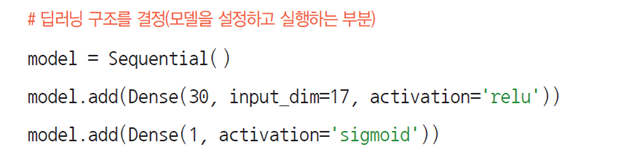 # 딥러닝 구조를 결정(모델을 설정하고 실행하는 부분)
model = Sequential()
model.add(Dense(30, input_dim=17, activation='relu'))
model.add(Dense(1, activation='sigmoid'))